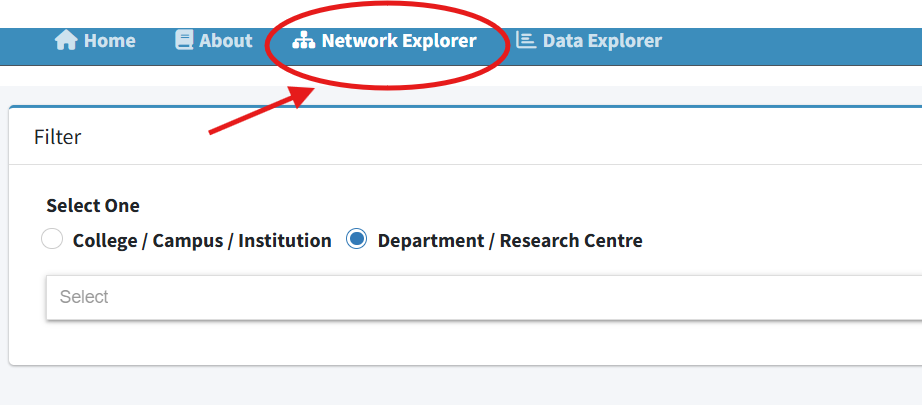 Home About Network Explorer Data Explorer
Filter
Select One
College / Campus / Institution Department / Research Centre
Select